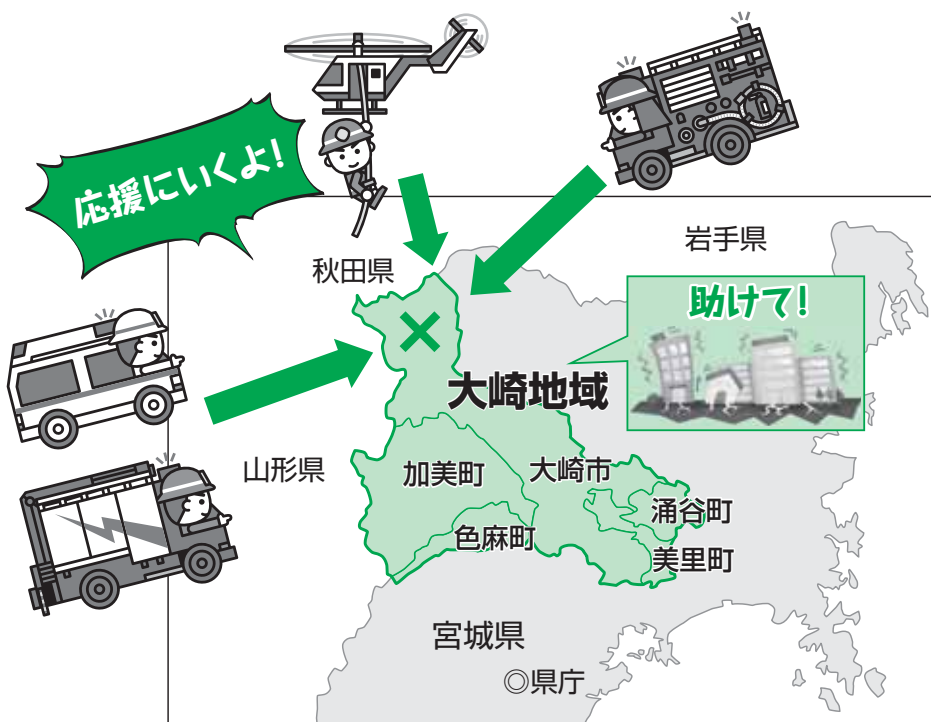 応援にいくよ!
秋田県
岩手県
助けて!
大崎地域
山形県
加美町
大崎市
涌谷町
色麻町
美里町
宮城県
◎県庁